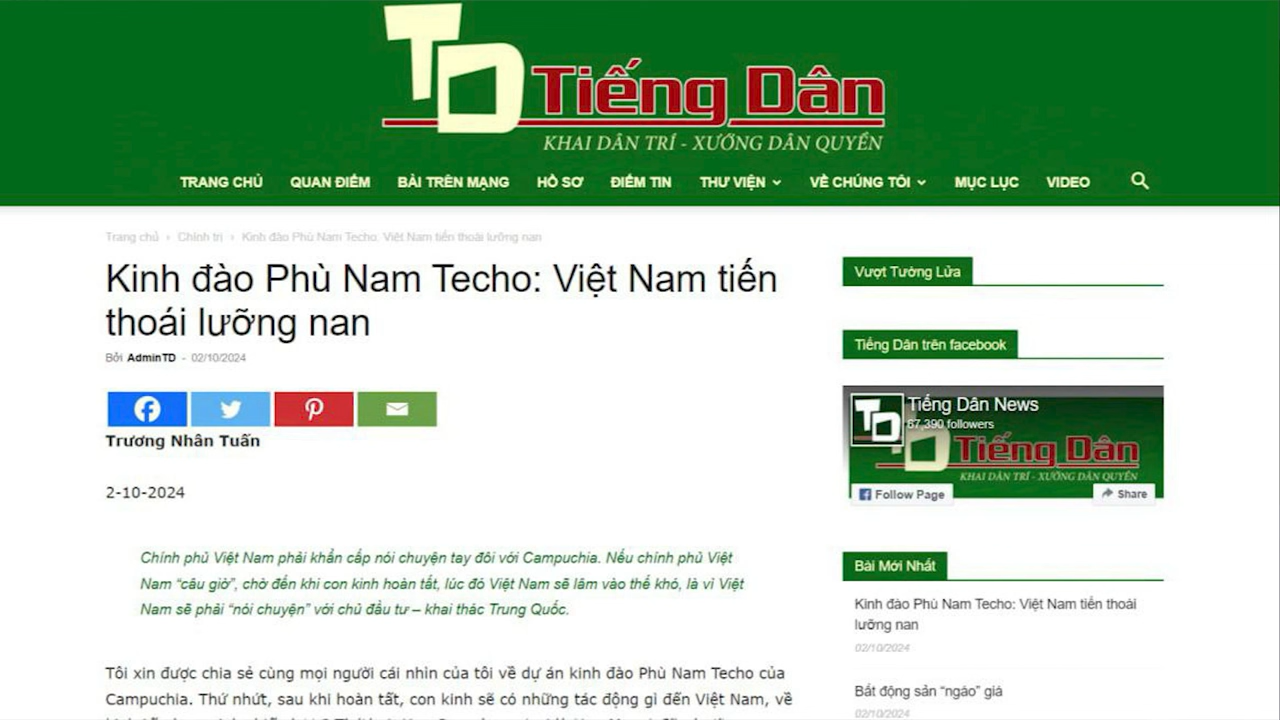 TD Tiếng Dân
KHAI DÂN TRÍ - XƯỚNG DÂN QUYỀN
TRANG CHỦ QUAN ĐIỂM BÀI TRÊN MẠNG HỒ SƠ ĐIỂM TIN THƯ VIỆN VỀ CHÚNG TÔI MỤC LỤC VIDEO
Trang chủ › Chính trị › Kinh đào Phù Nam Techo: Việt Nam tiến thoái lưỡng nan
Kinh đào Phù Nam Techo: Việt Nam tiến
thoái lưỡng nan
Bởi AdminTD - 02/10/2024
Trương Nhân Tuấn
2-10-2024
Chính phủ Việt Nam phải khẩn cấp nói chuyện tay đôi với Campuchia. Nếu chính phủ Việt
Nam “câu giờ”, chờ đến khi con kinh hoàn tất, lúc đó Việt Nam sẽ lâm vào thế khó, là vì Việt
Nam sẽ phải “nói chuyện” với chủ đầu tư – khai thác Trung Quốc.
Tôi xin được chia sẻ cùng mọi người cái nhìn của tôi về dự án kinh đào Phù Nam Techo của
Campuchia. Thứ nhứt, sau khi hoàn tất, con kinh sẽ có những tác động gì đến Việt Nam, về
Vượt Tường Lửa
Tiếng Dân trên facebook
TD Tiếng Dân News
67,390 followers
TD Tiếng Dân
KHAI DÂN TRÍ - XƯỚNG DÂN QUYỀN
Follow Page Share
Bài Mới Nhất
Kinh đào Phù Nam Techo: Việt Nam tiến thoái
lưỡng nan
02/10/2024
Bất động sản “ngáo” giá
02/10/2024